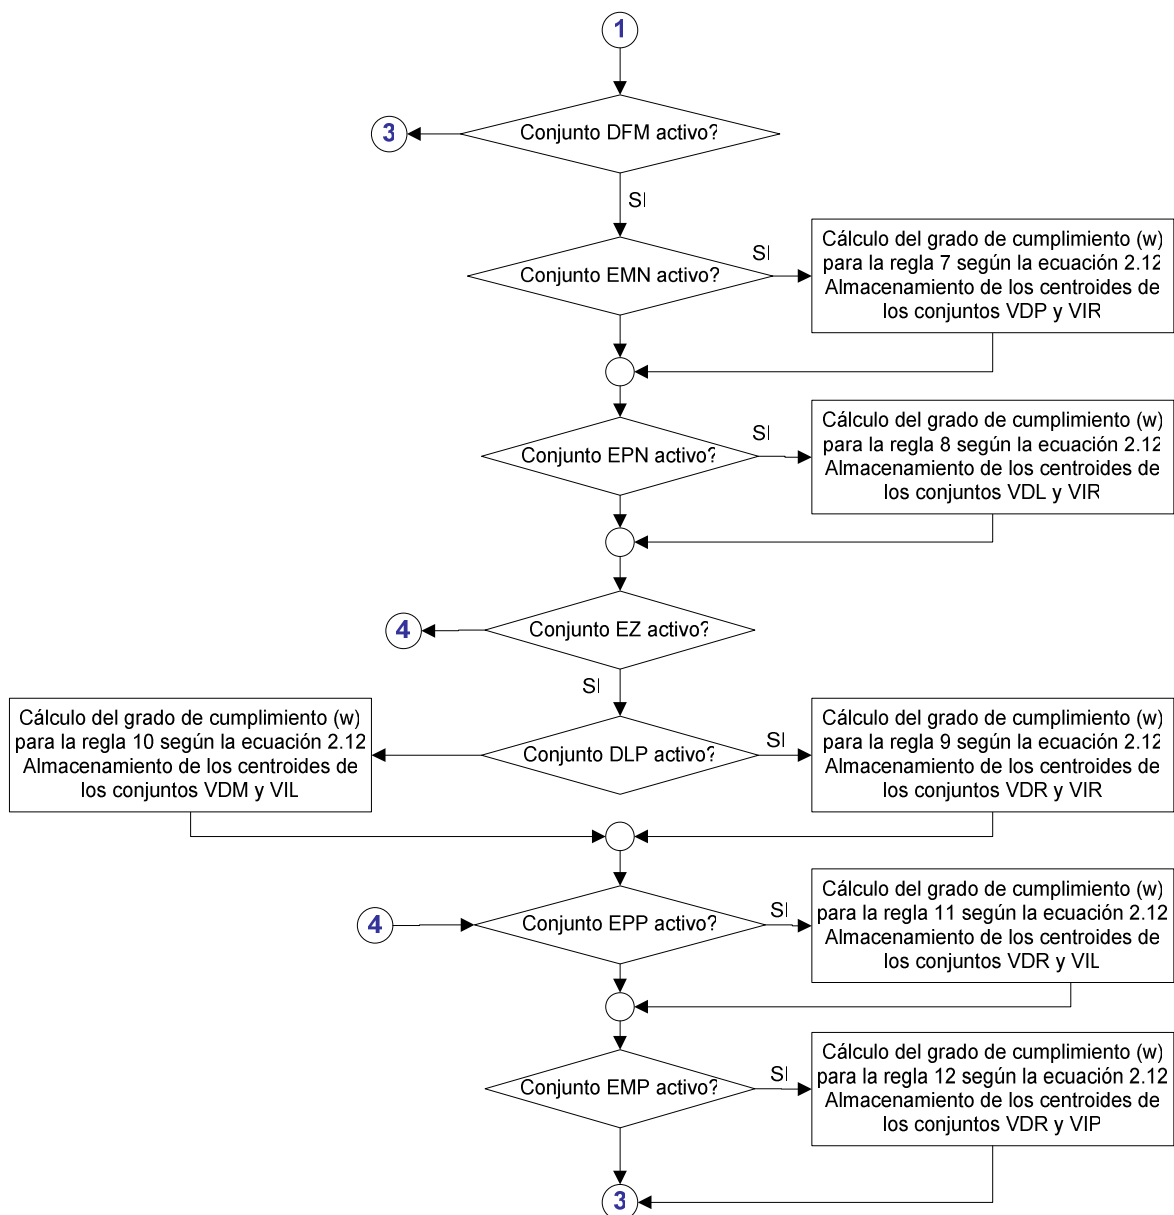 1
Conjunto DFM activo?
3
SI
Conjunto EMN activo?
SI
Cálculo del grado de cumplimiento (w)
para la regla 7 según la ecuación 2.12
Almacenamiento de los centroides de
los conjuntos VDP y VIR
Conjunto EPN activo?
SI
Cálculo del grado de cumplimiento (w)
para la regla 8 según la ecuación 2.12
Almacenamiento de los centroides de
los conjuntos VDL y VIR
4
Conjunto EZ activo?
SI
Cálculo del grado de cumplimiento (w)
para la regla 10 según la ecuación 2.12
Almacenamiento de los centroides de
los conjuntos VDM y VIL
Conjunto DLP activo?
SI
Cálculo del grado de cumplimiento (w)
para la regla 9 según la ecuación 2.12
Almacenamiento de los centroides de
los conjuntos VDR y VIR
4
Conjunto EPP activo?
SI
Cálculo del grado de cumplimiento (w)
para la regla 11 según la ecuación 2.12
Almacenamiento de los centroides de
los conjuntos VDR y VIL
Conjunto EMP activo?
SI
Cálculo del grado de cumplimiento (w)
para la regla 12 según la ecuación 2.12
Almacenamiento de los centroides de
los conjuntos VDR y VIP
3